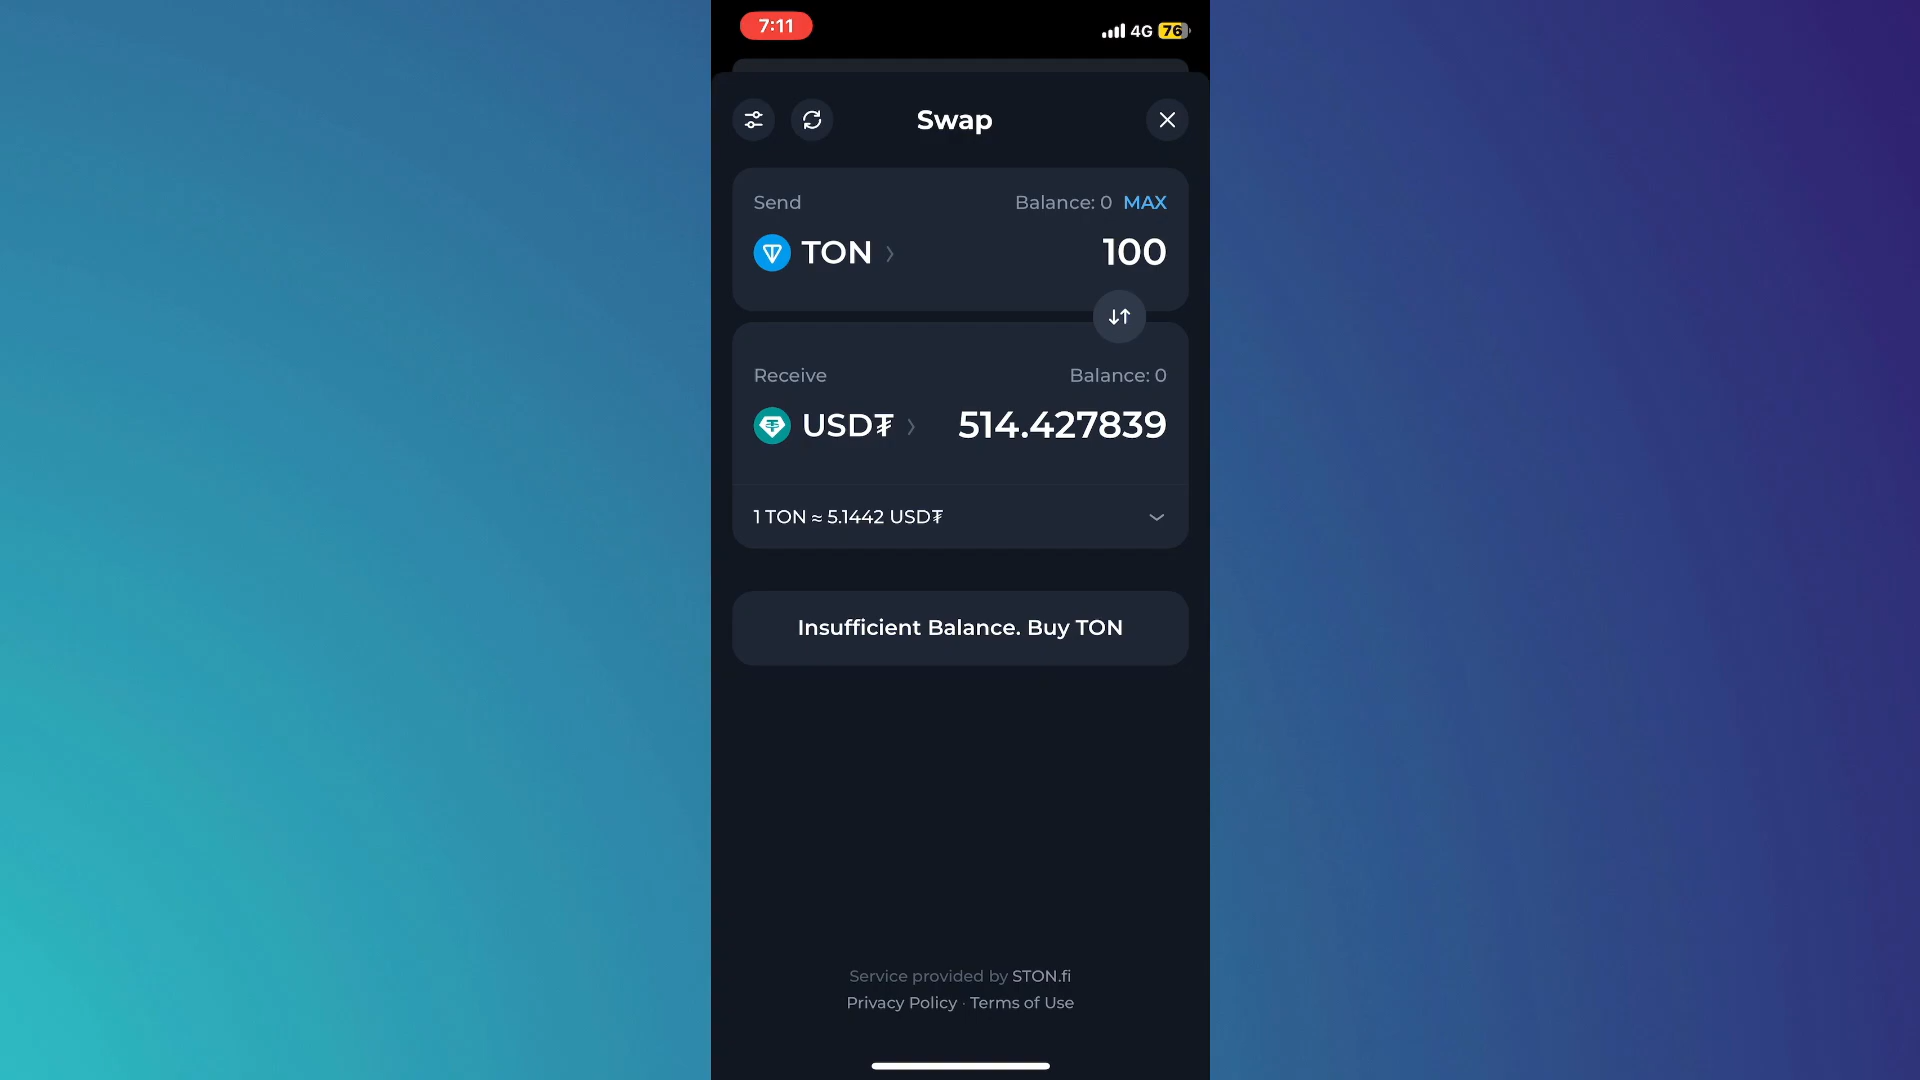 7:11
4G 76
Swap
Send
Balance: 0 MAX
TON
100
Receive
Balance: 0
USD₮
514.427839
1 TON ≈ 5.1442 USD₮
Insufficient Balance. Buy TON
Service provided by STON.fi
Privacy Policy · Terms of Use